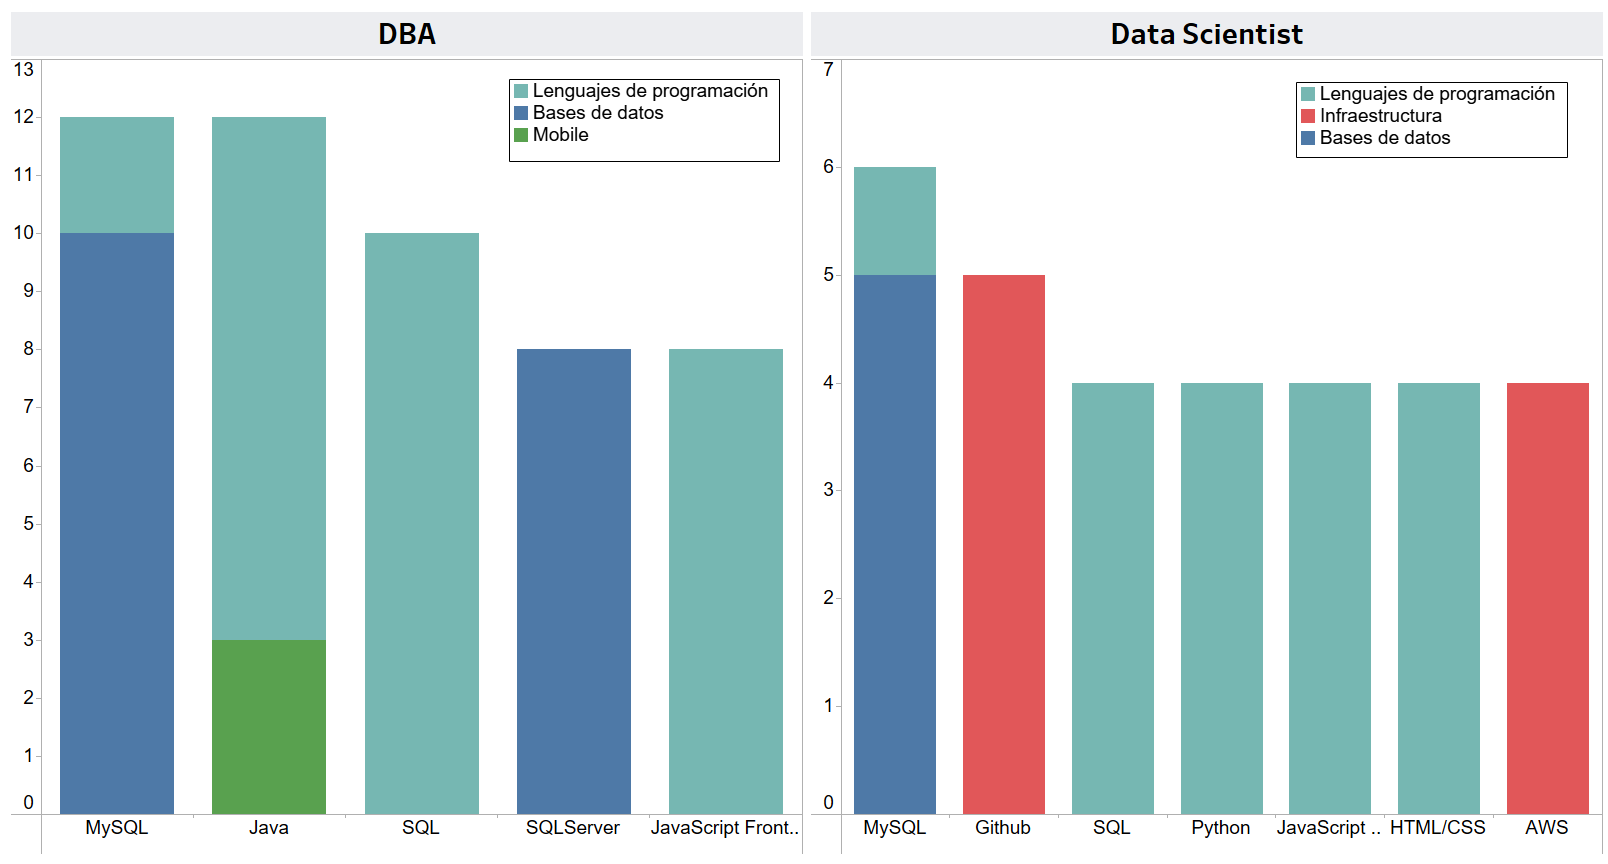 DBA
13
12
11
10
9
8
7
6
5
4
3
2
1
0
Lenguajes de programación
Bases de datos
Mobile
MySQL
Java
SQL
SQLServer
JavaScript Front..
Data Scientist
7
6
5
4
3
2
1
0
Lenguajes de programación
Infraestructura
Bases de datos
MySQL
Github
SQL
Python
JavaScript ..
HTML/CSS
AWS